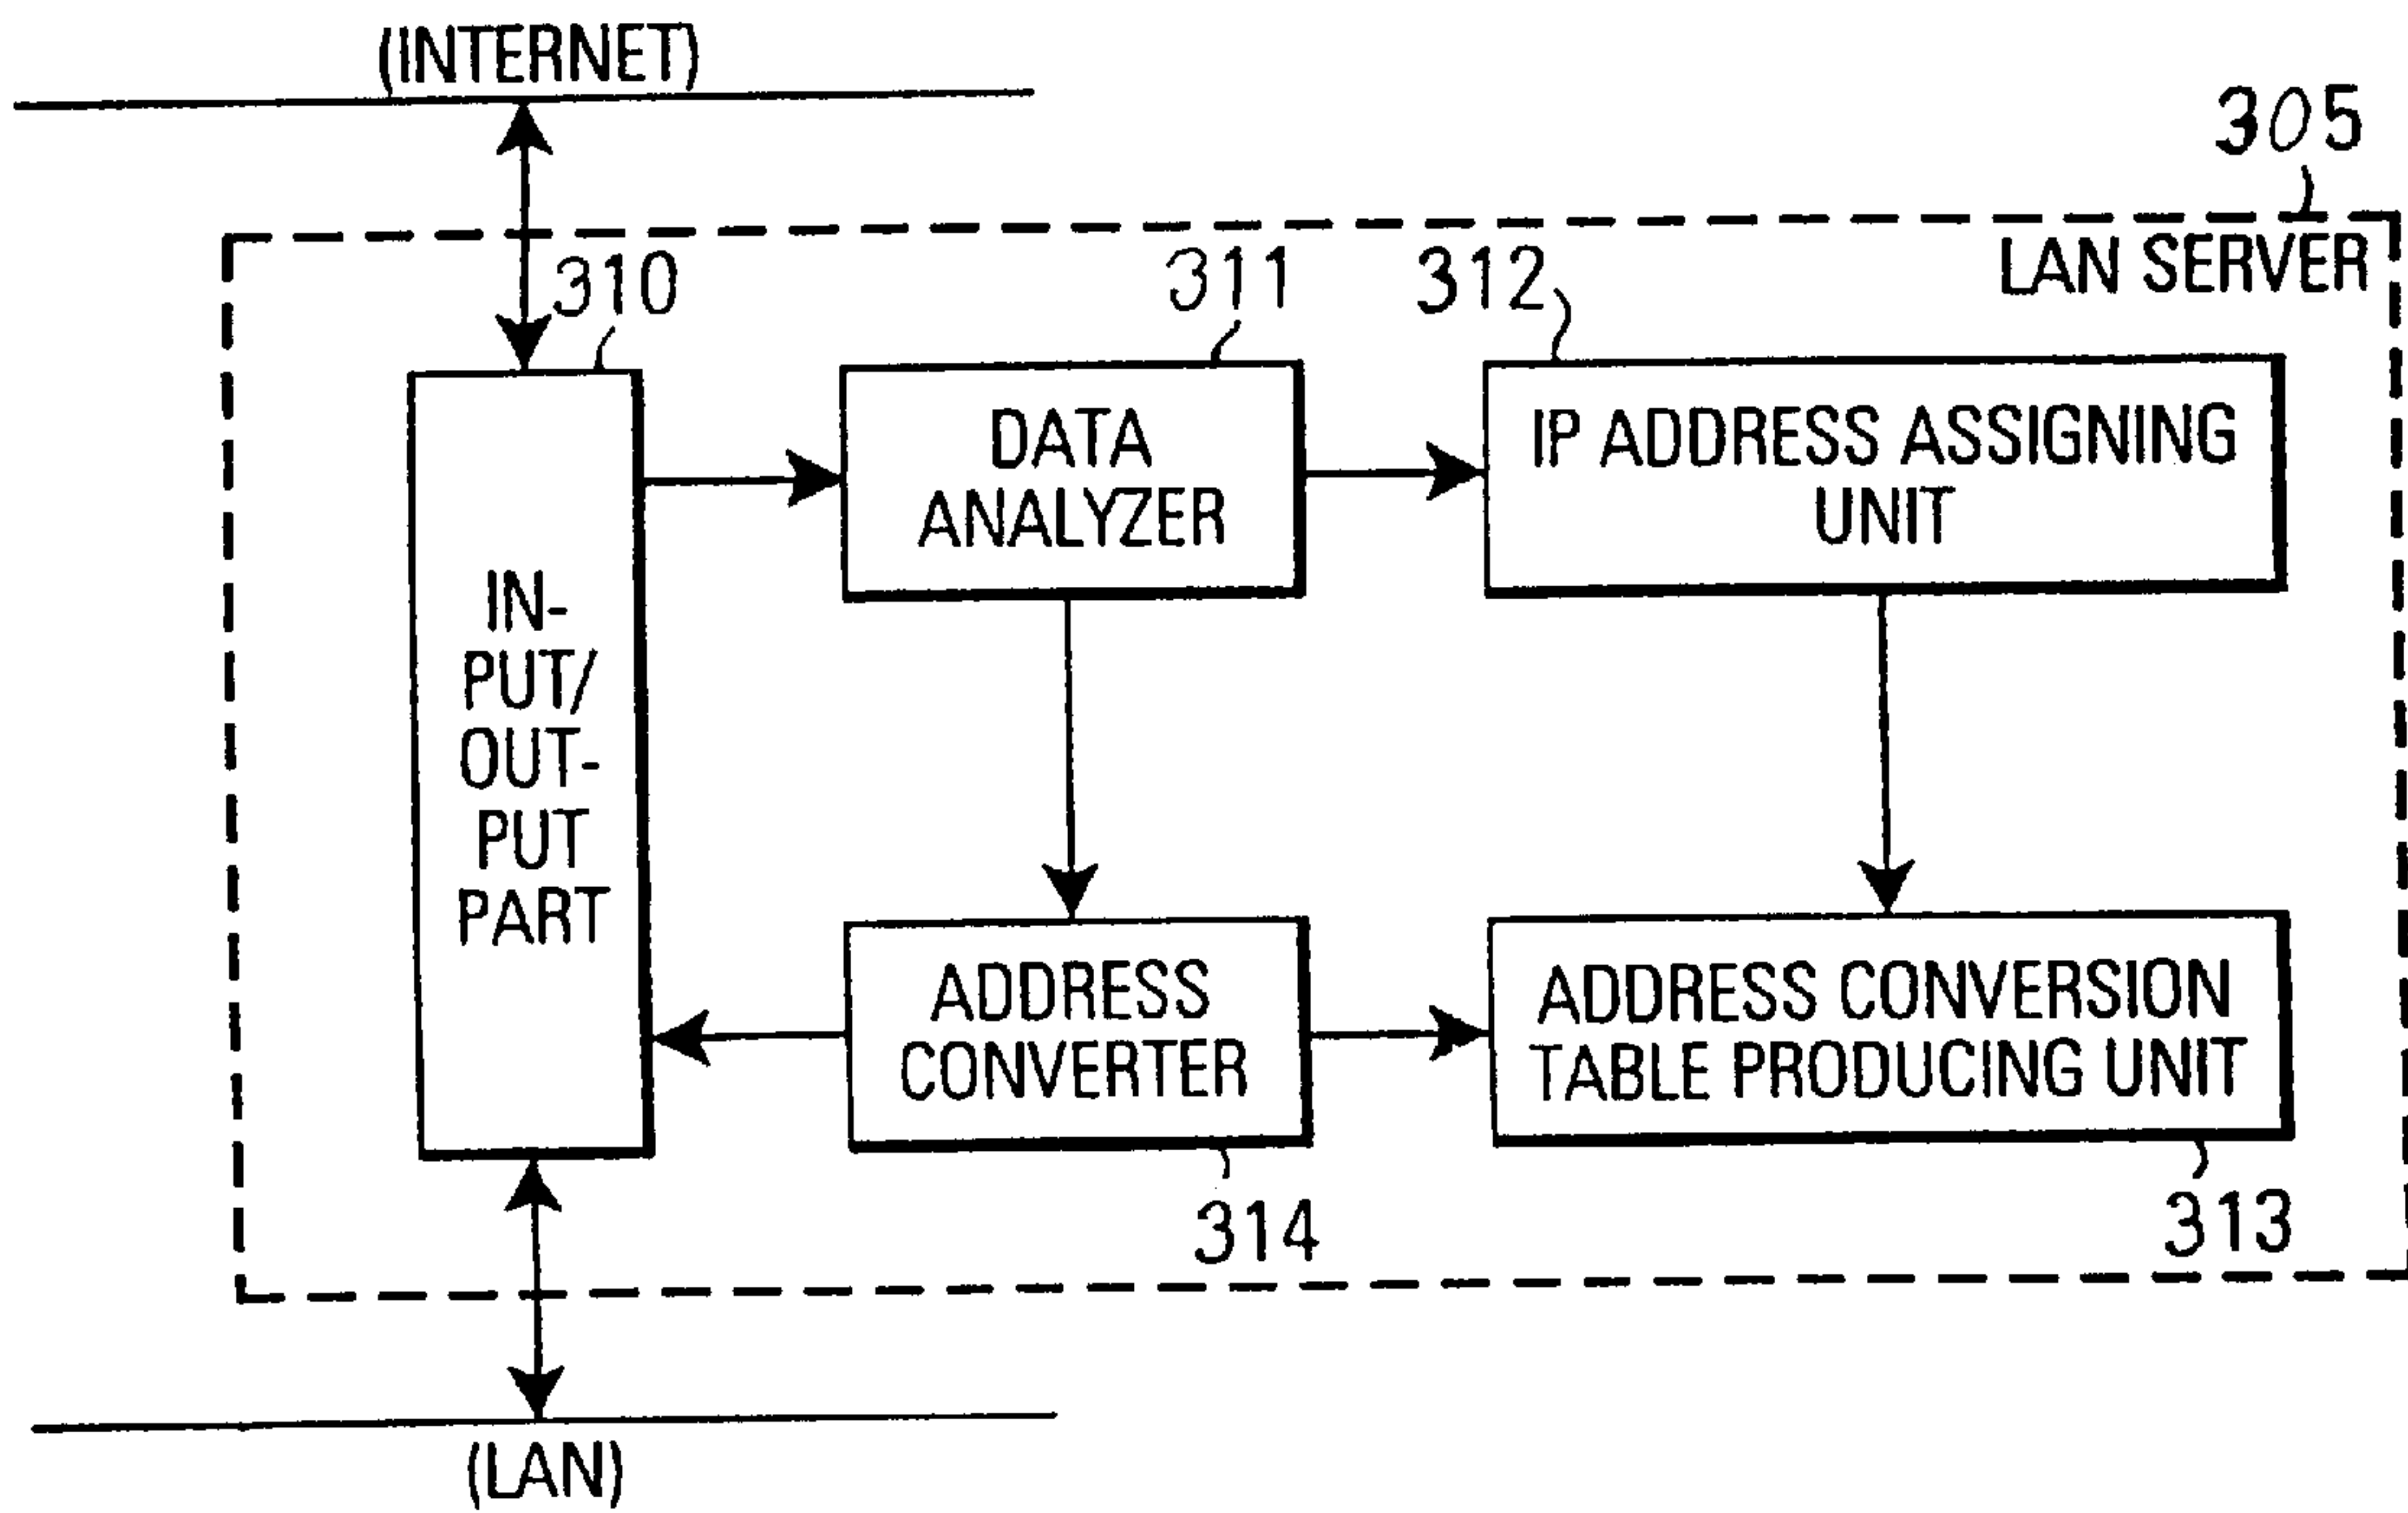 (INTERNET)
305
LAN SERVER
310
311
312
DATA
ANALYZER
IP ADDRESS ASSIGNING
UNIT
IN-
PUT/
OUT-
PUT
PART
ADDRESS
CONVERTER
ADDRESS CONVERSION
TABLE PRODUCING UNIT
314
313
(LAN)